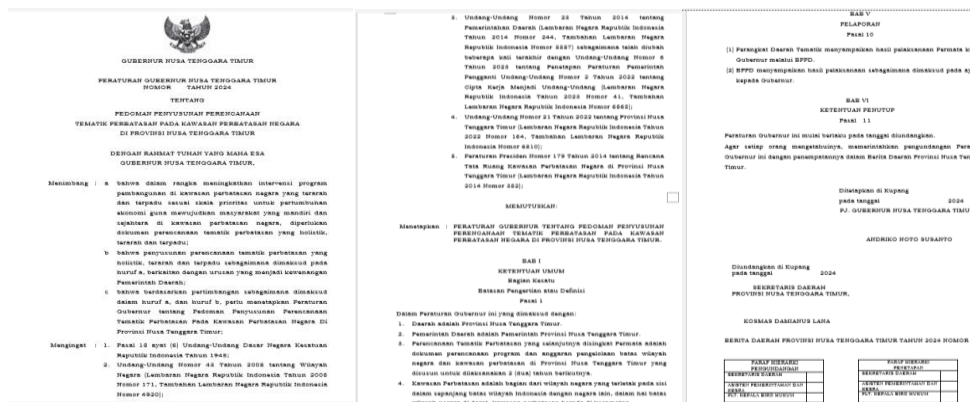 GUBERNUR NUSA TENGGARA TIMUR
PERATURAN GUBERNUR NUSA TENGGARA TIMUR
NOMOR TAHUN 2024
TENTANG
PEDOMAN PENYUSUNAN PERENCANAAN
TEMATIK PERBATASAN PADA KAWASAN PERBATASAN NEGARA
DI PROVINSI NUSA TENGGARA TIMUR
DENGAN RAHMAT TUHAN YANG MAHA ESA
GUBERNUR NUSA TENGGARA TIMUR,
Menimbang : a bahwa dalam rangka meningkatkan intervensi program
pembangunan di kawasan perbatasan negara yang terarah
dan terpadu sesuai skala prioritas untuk pertumbuhan
ekonomi guna mewujudkan masyarakat yang mandiri dan
sejahtera di kawasan perbatasan negara, diperlukan
dokumen perencanaan tematik perbatasan yang holistik,
terarah dan terpadu;
b bahwa penyusunan perencanaan tematik perbatasan yang
holistik, terarah dan terpadu sebagaimana dimaksud pada
huruf a, berkaitan dengan urusan yang menjadi kewenangan
Pemerintah Daerah;
c bahwa berdasarkan pertimbangan sebagaimana dimaksud
dalam huruf a, dan huruf b, perlu menetapkan Peraturan
Gubernur tentang Pedoman Penyusunan Perencanaan
Tematik Perbatasan Pada Kawasan Perbatasan Negara Di
Provinsi Nusa Tenggara Timur;
Mengingat : 1. Pasal 18 ayat (6) Undang-Undang Dasar Negara Kesatuan
Republik Indonesia Tahun 1945;
2. Undang-Undang Nomor 43 Tahun 2008 tentang Wilayah
Negara (Lembaran Negara Republik Indonesia Tahun 2008
Nomor 171, Tambahan Lembaran Negara Republik Indonesia
Nomor 4920);
3. Undang-Undang Nomor 23 Tahun 2014 tentang
Pemerintahan Daerah (Lembaran Negara Republik Indonesia
Tahun 2014 Nomor 244, Tambahan Lembaran Negara
Republik Indonesia Nomor 5587) sebagaimana telah diubah
beberapa kali terakhir dengan Undang-Undang Nomor 6
Tahun 2023 tentang Penetapan Peraturan Pemerintah
Pengganti Undang-Undang Nomor 2 Tahun 2022 tentang
Cipta Kerja Menjadi Undang-Undang (Lembaran Negara
Republik Indonesia Tahun 2023 Nomor 41, Tambahan
Lembaran Negara Republik Indonesia Nomor 6865);
4. Undang-Undang Nomor 21 Tahun 2022 tentang Provinsi Nusa
Tenggara Timur (Lembaran Negara Republik Indonesia Tahun
2022 Nomor 164, Tambahan Lembaran Negara Republik
Indonesia Nomor 6810);
5. Peraturan Presiden Nomor 179 Tahun 2014 tentang Rencana
Tata Ruang Kawasan Perbatasan Negara di Provinsi Nusa
Tenggara Timur (Lembaran Negara Republik Indonesia Tahun
2014 Nomor 382);
MEMUTUSKAN:
Menetapkan : PERATURAN GUBERNUR TENTANG PEDOMAN PENYUSUNAN
PERENCANAAN TEMATIK PERBATASAN PADA KAWASAN
PERBATASAN NEGARA DI PROVINSI NUSA TENGGARA TIMUR.
BAB I
KETENTUAN UMUM
Bagian Kesatu
Batasan Pengertian atau Definisi
Pasal 1
Dalam Peraturan Gubernur ini yang dimaksud dengan:
1. Daerah adalah Provinsi Nusa Tenggara Timur.
2. Pemerintah Daerah adalah Pemerintah Provinsi Nusa Tenggara Timur.
3. Perencanaan Tematik Perbatasan yang selanjutnya disingkat Permata adalah
dokumen perencanaan program dan anggaran pengelolaan batas wilayah
negara dan kawasan perbatasan di Provinsi Nusa Tenggara Timur yang
disusun untuk dilaksanakan 2 (dua) tahun berikutnya.
4. Kawasan Perbatasan adalah bagian dari wilayah negara yang terletak pada sisi
dalam sepanjang batas wilayah Indonesia dengan negara lain, dalam hal batas
BAB V
PELAPORAN
Pasal 10
(1) Perangkat Daerah Tematik menyampaikan hasil pelaksanaan Permata
Gubernur melalui BPPD.
(2) BPPD menyampaikan hasil pelaksanaan sebagaimana dimaksud pada
kepada Gubernur.
BAB VI
KETENTUAN PENUTUP
Pasal 11
Peraturan Gubernur ini mulai berlaku pada tanggal diundangkan.
Agar setiap orang mengetahuinya, memerintahkan pengundangan
Gubernur ini dengan penempatannya dalam Berita Daerah Provinsi Nusa
Timur.
Ditetapkan di Kupang
pada tanggal 2024
PJ. GUBERNUR NUSA TENGGARA
ANDRIKO NOTO SUSANTO
Diundangkan di Kupang
pada tanggal 2024
SEKRETARIS DAERAH
PROVINSI NUSA TENGGARA TIMUR,
KOSMAS DAMIANUS LANA
BERITA DAERAH PROVINSI NUSA TENGGARA TIMUR TAHUN 2024 NOMOR
PARAF HIERARKI
PENGUNDANGAN
SEKRETARIS DAERAH
ASISTEN PEMERINTAHAN DAN
KESRA
PLT. KEPALA BIRO HUKUM
PARAF HIERARKI
PENETAPAN
SEKRETARIS DAERAH
ASISTEN PEMERINTAHAN DAN
KESRA
PLT. KEPALA BIRO HUKUM